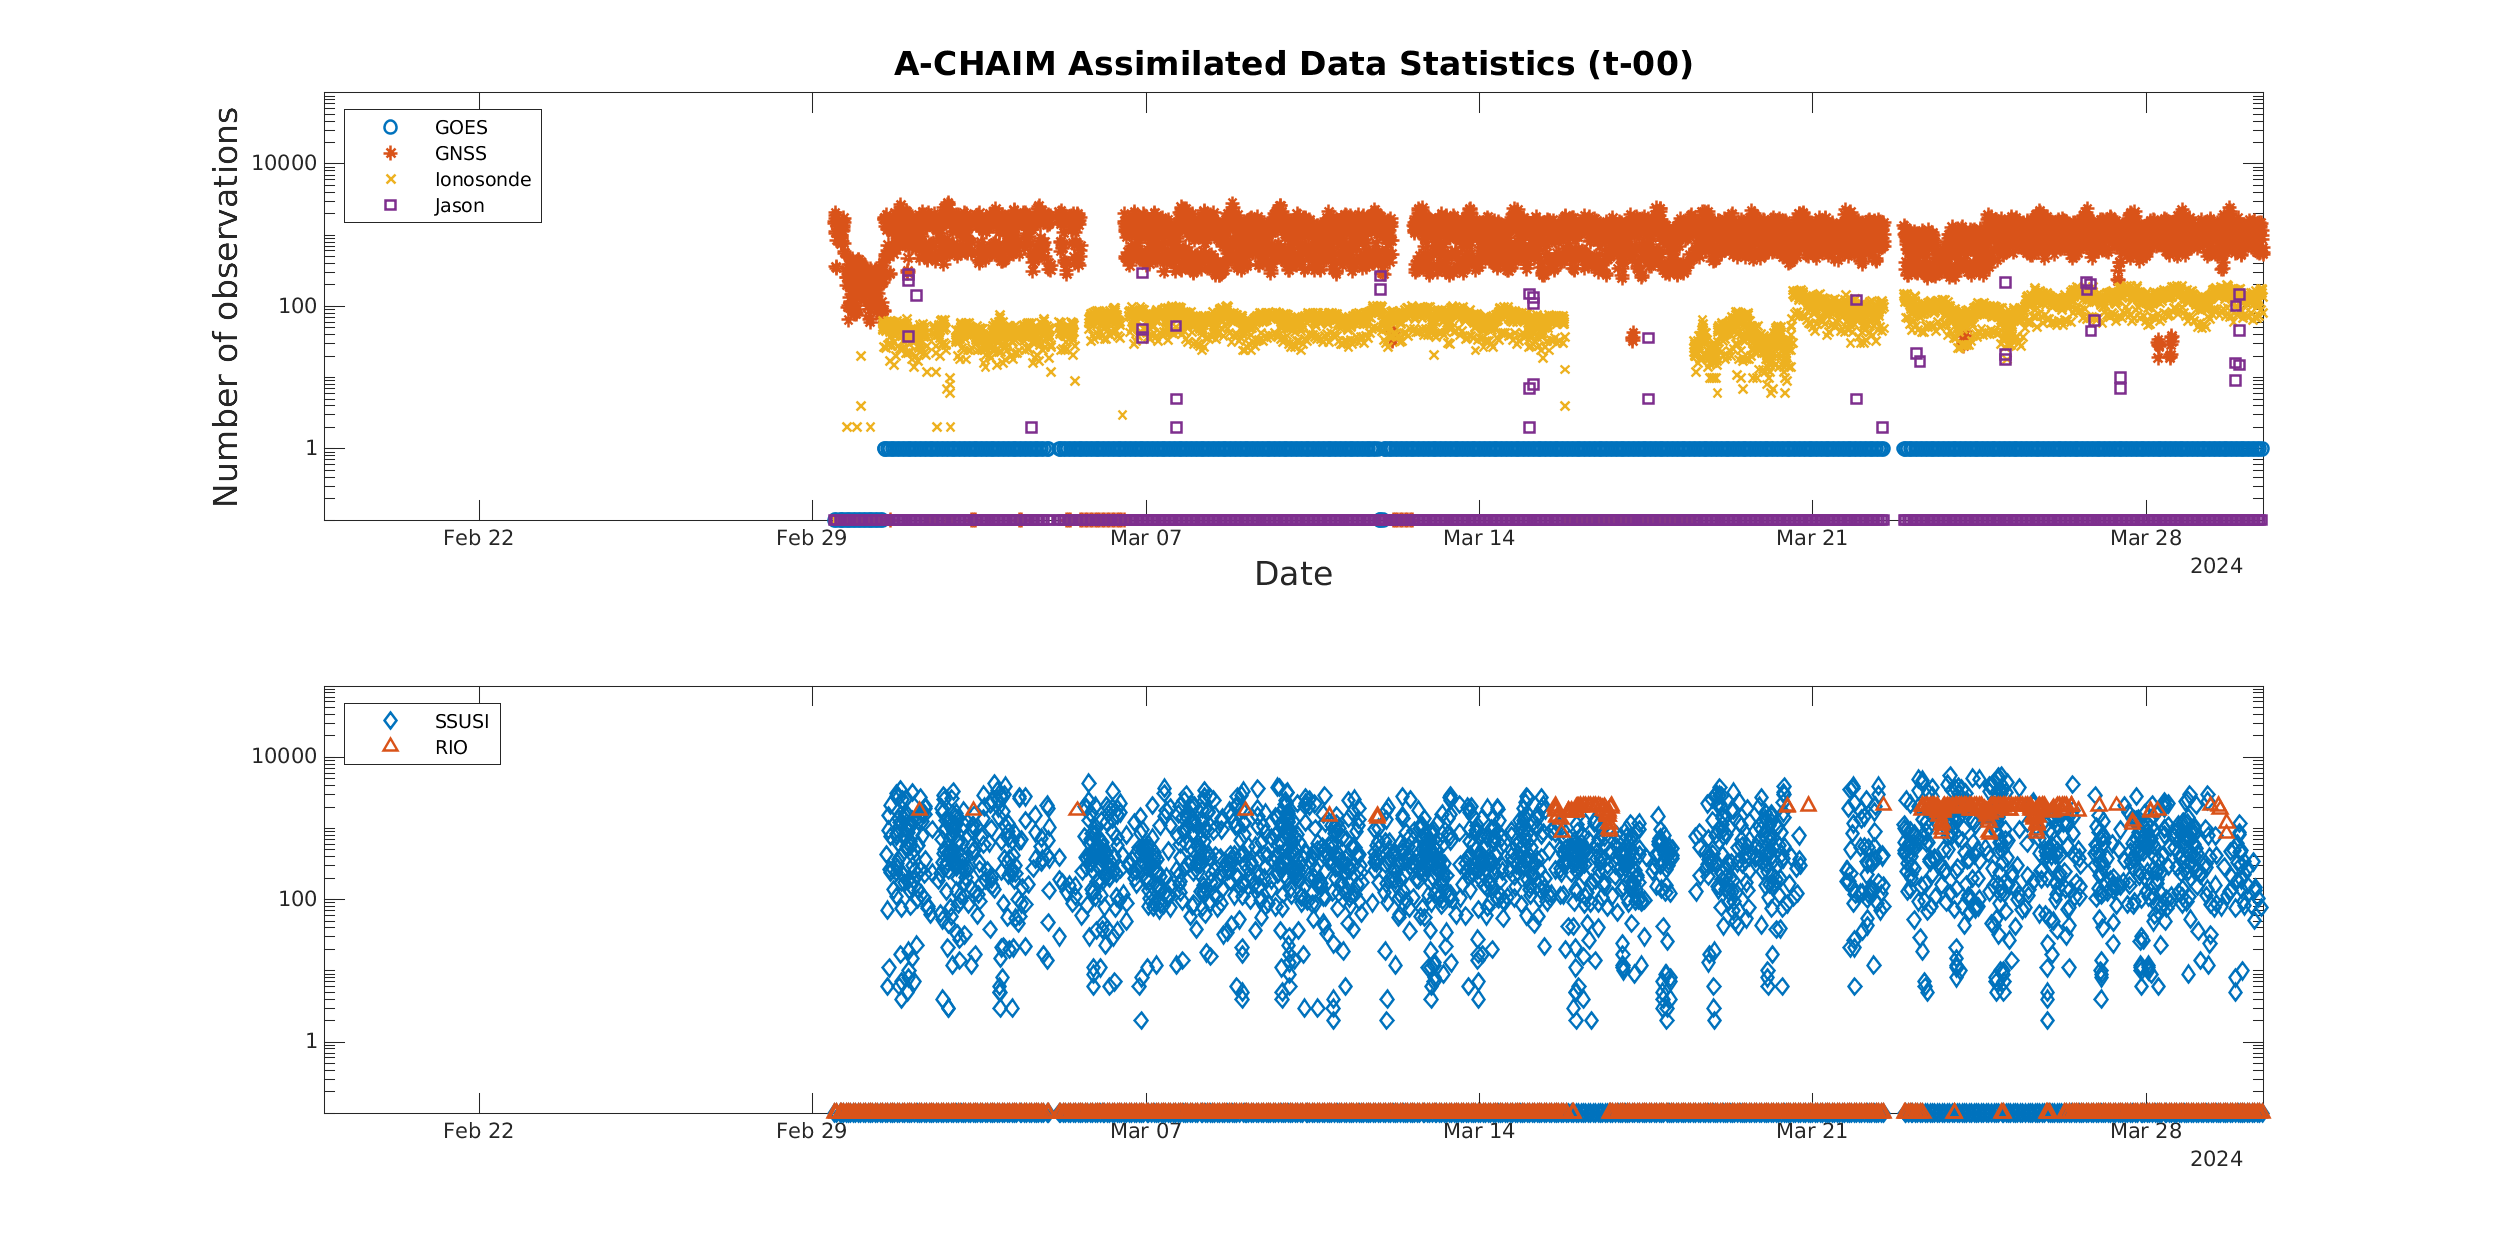 A-CHAIM Assimilated Data Statistics (t-00)
Number of observations
10000
100
1
GOES
GNSS
Ionosonde
Jason
Feb 22
Feb 29
Mar 07
Mar 14
Mar 21
Mar 28
2024
Date
10000
100
1
SSUSI
RIO
Feb 22
Feb 29
Mar 07
Mar 14
Mar 21
Mar 28
2024